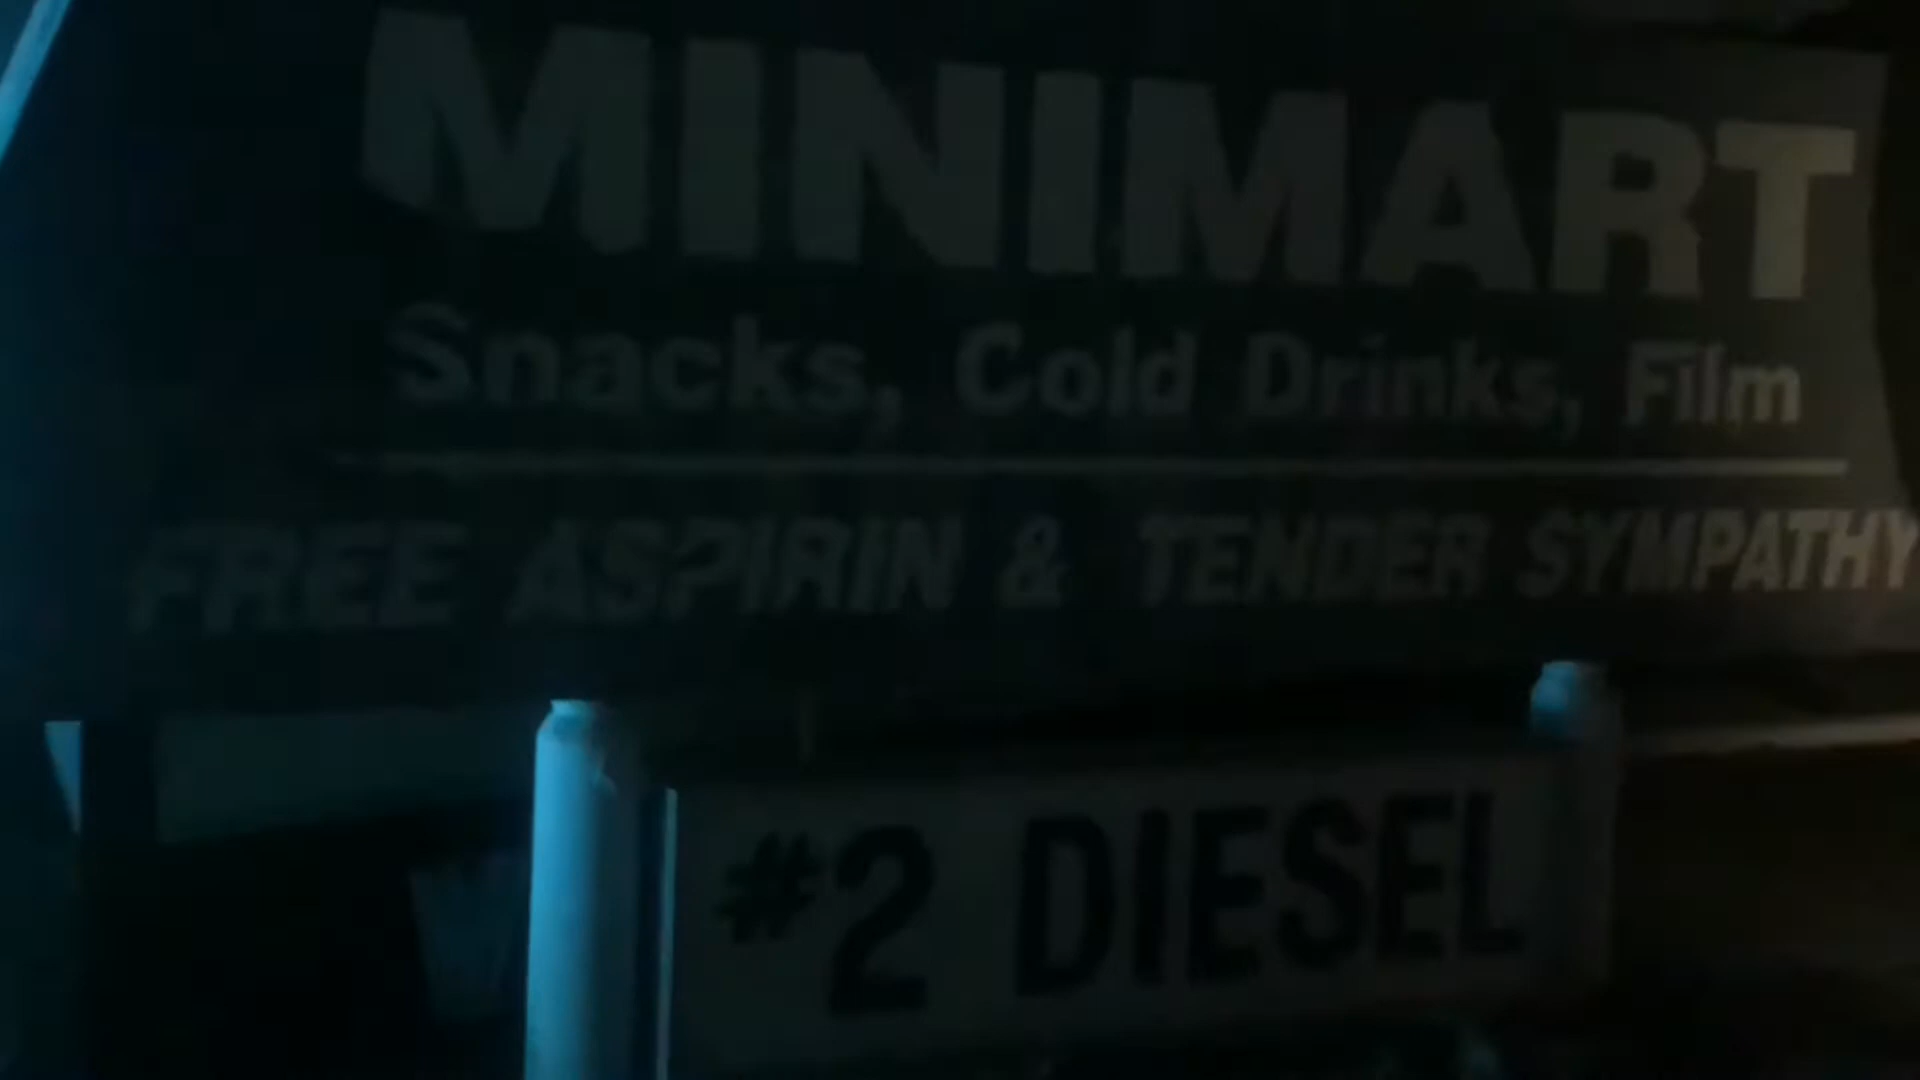 MINIMART
Snacks, Cold Drinks, Film
FREE ASPIRIN & TENDER SYMPATHY
#2 DIESEL